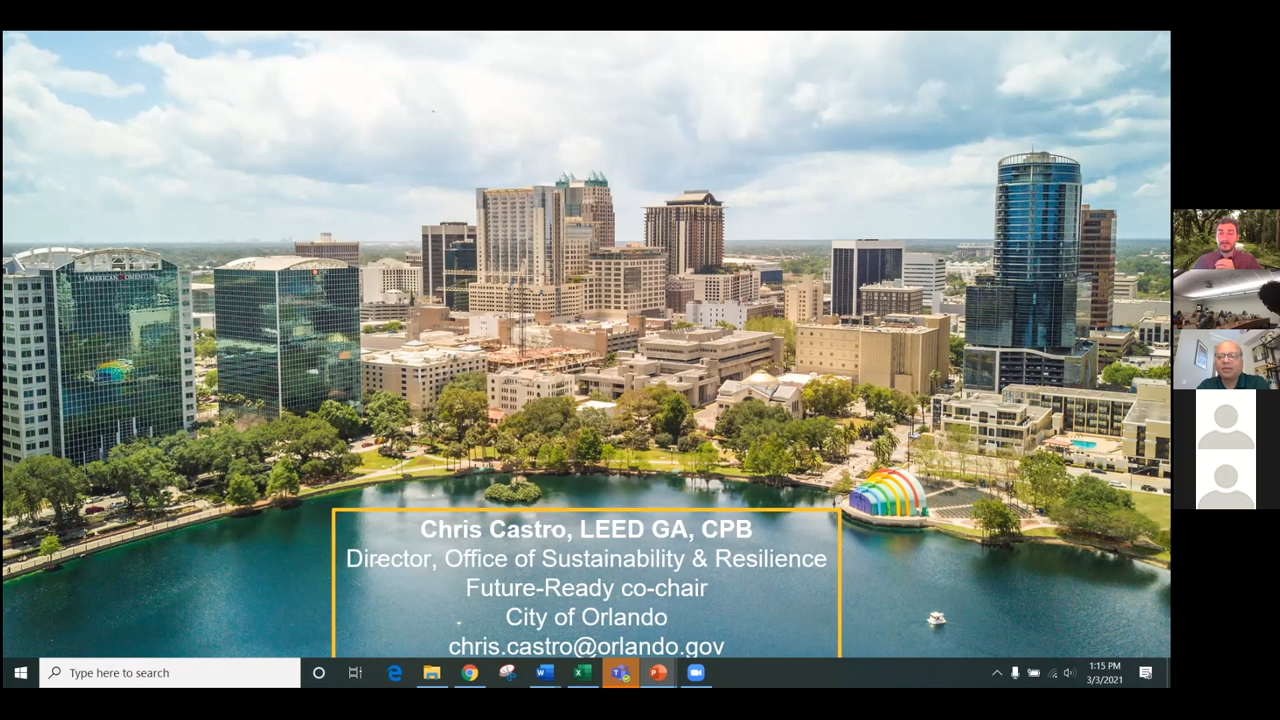 AMERICAN MOMENTUM
Chris Castro, LEED GA, CPB
Director, Office of Sustainability & Resilience
Future-Ready co-chair
City of Orlando
chris.castro@orlando.gov
Type here to search
1:15 PM
3/3/2021